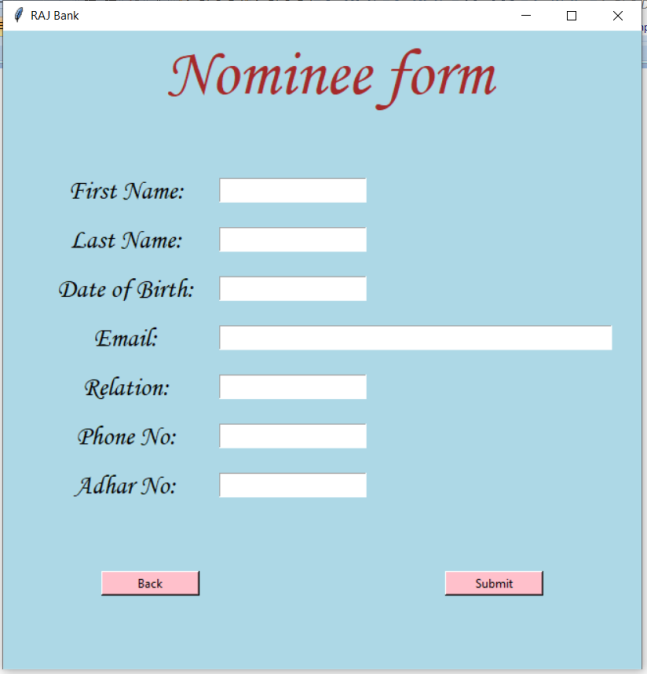 RAJ Bank
Nominee form
First Name:
Last Name:
Date of Birth:
Email:
Relation:
Phone No:
Adhar No:
Back Submit